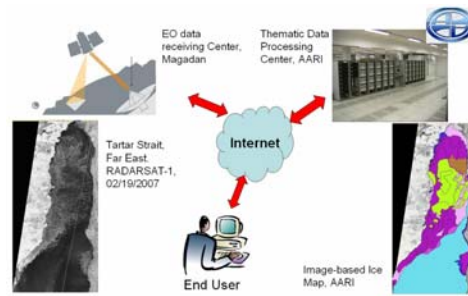 EO data
receiving Center,
Magadan
Thematic Data
Processing
Center, AARI
Internet
Tartar Strait,
Far East.
RADARSAT-1,
02/19/2007
End User
Image-based Ice
Map, AARI